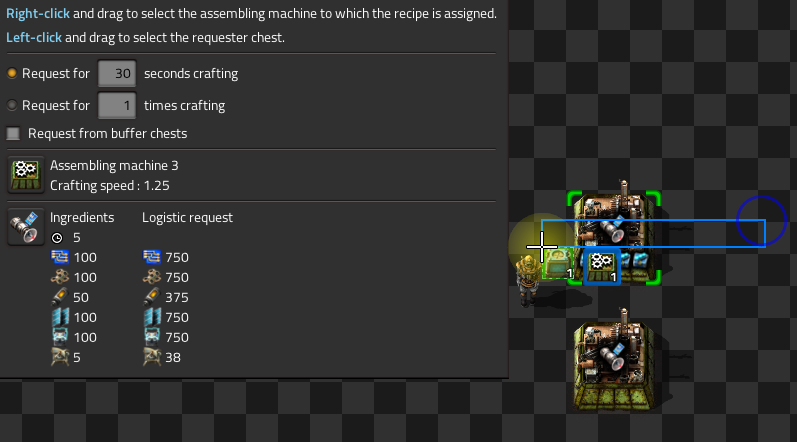 Right-click and drag to select the assembling machine to which the recipe is assigned.
Left-click and drag to select the requester chest.
Request for 30 seconds crafting
Request for 1 times crafting
Request from buffer chests
Assembling machine 3
Crafting speed : 1.25
Ingredients Logistic request
5
100 750
100 750
50 375
100 750
100 750
5 38
1 1